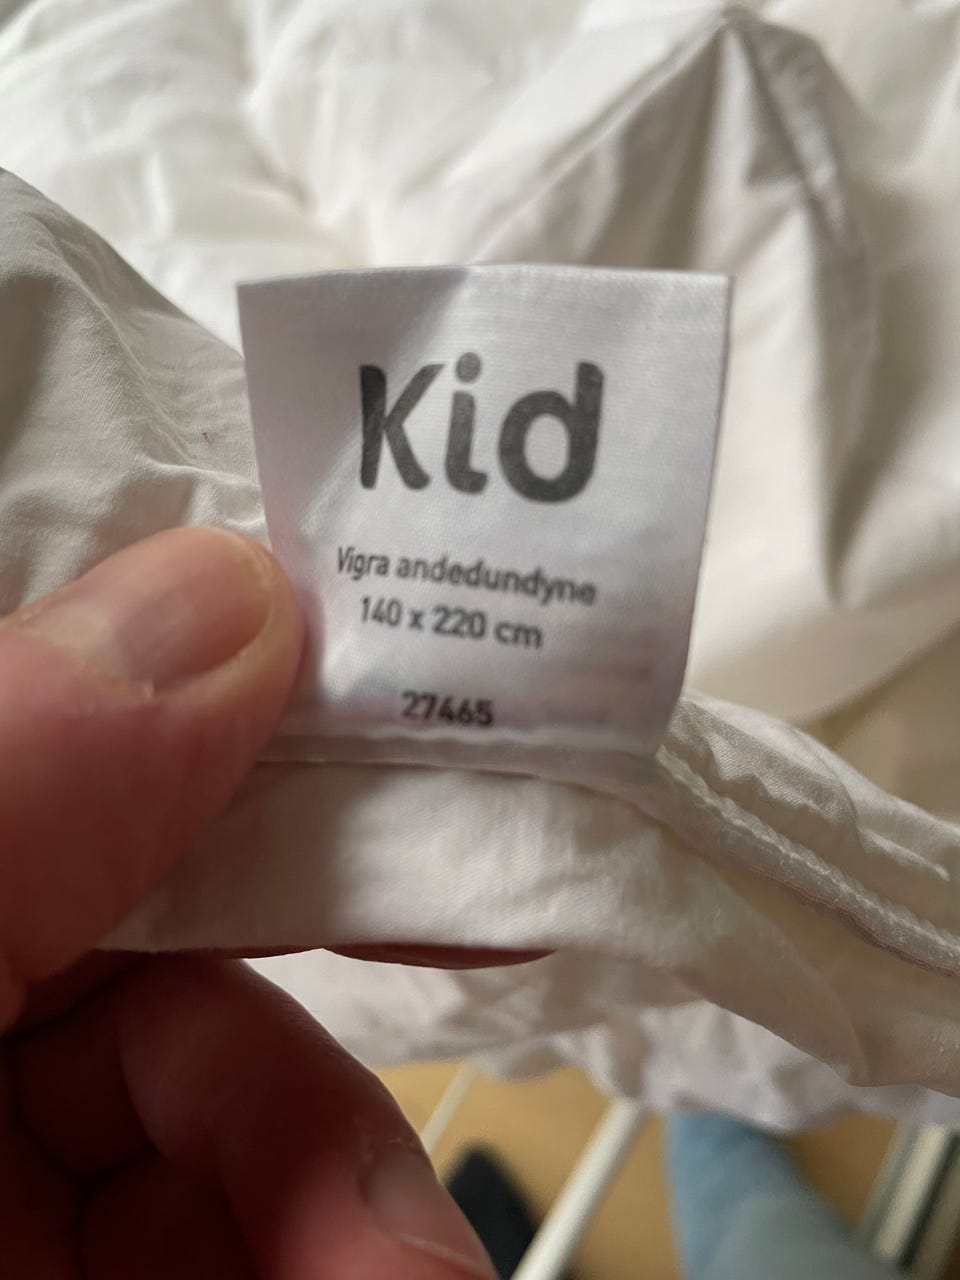 Kid
Vigra andedundyne
140 x 220 cm
27465